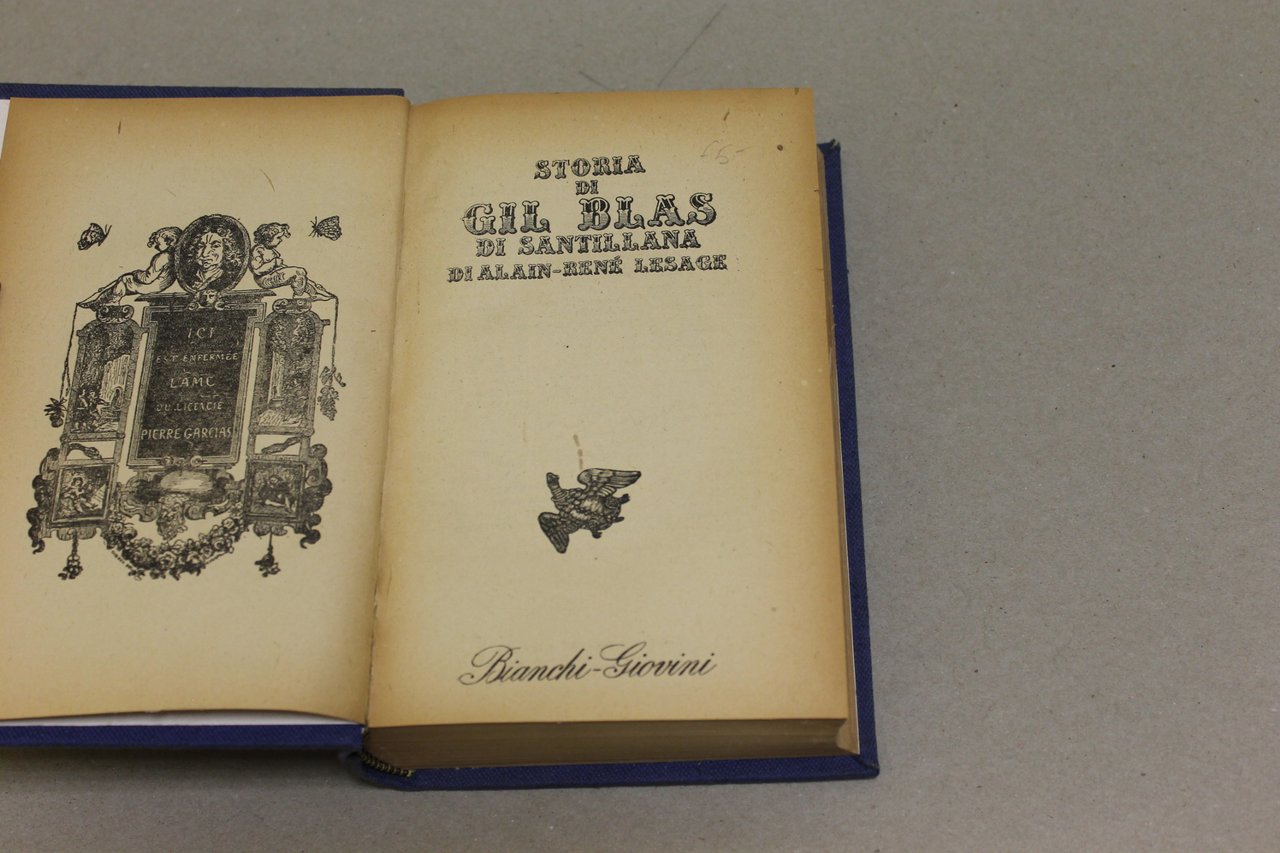 ICI
EST ENFERMÉE
L'AME
DU LICENCIÉ
PIERRE GARCIAS
STORIA
DI
GIL BLAS
DI SANTILLANA
DI ALAIN-RENÉ LESAGE
Bianchi-Giovini